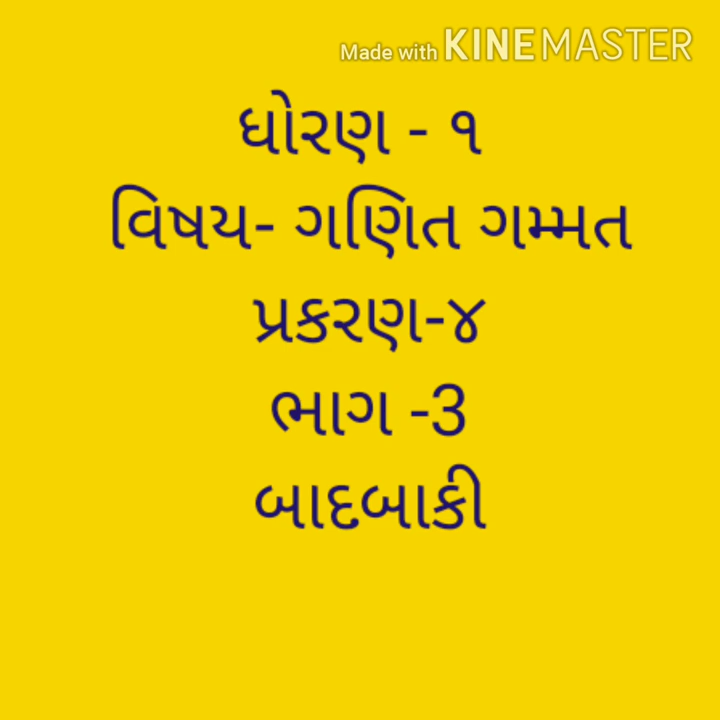 Made with KINEMASTER
ધોરણ - ૧
વિષય- ગણિત ગમ્મત
પ્રકરણ-૪
ભાગ -3
બાદબાકી